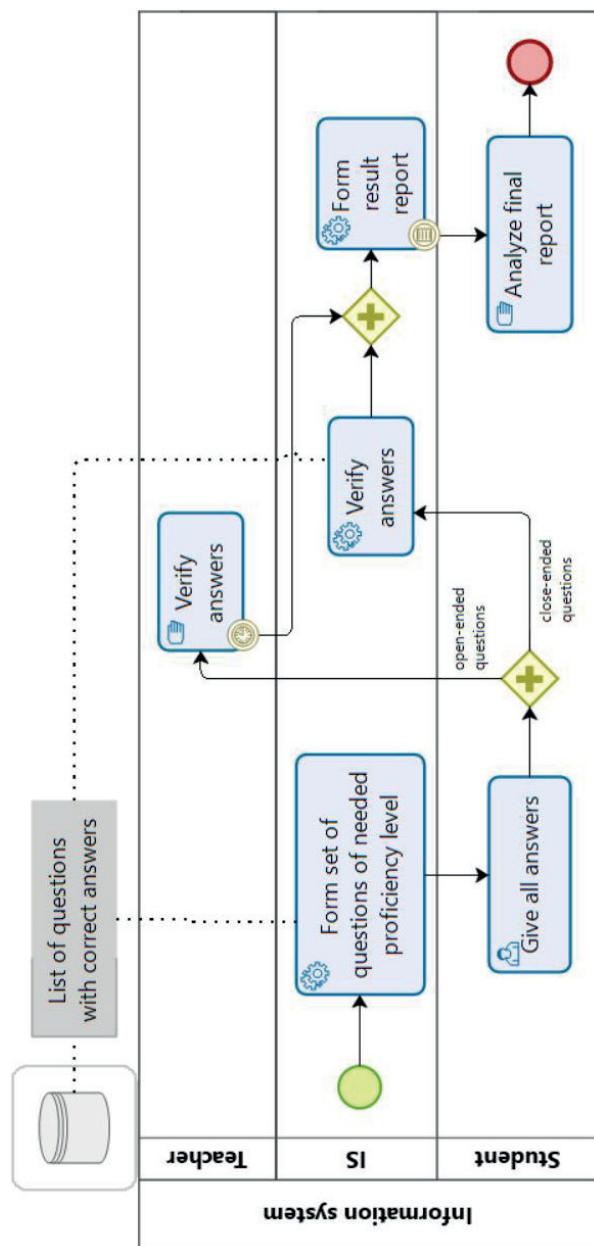 List of questions
with correct answers
Information system
Teacher
IS
Student
Verify
answers
Form set of
questions of needed
proficiency level
Give all answers
open-ended
questions
close-ended
questions
Verify
answers
Form
result
report
Analyze final
report